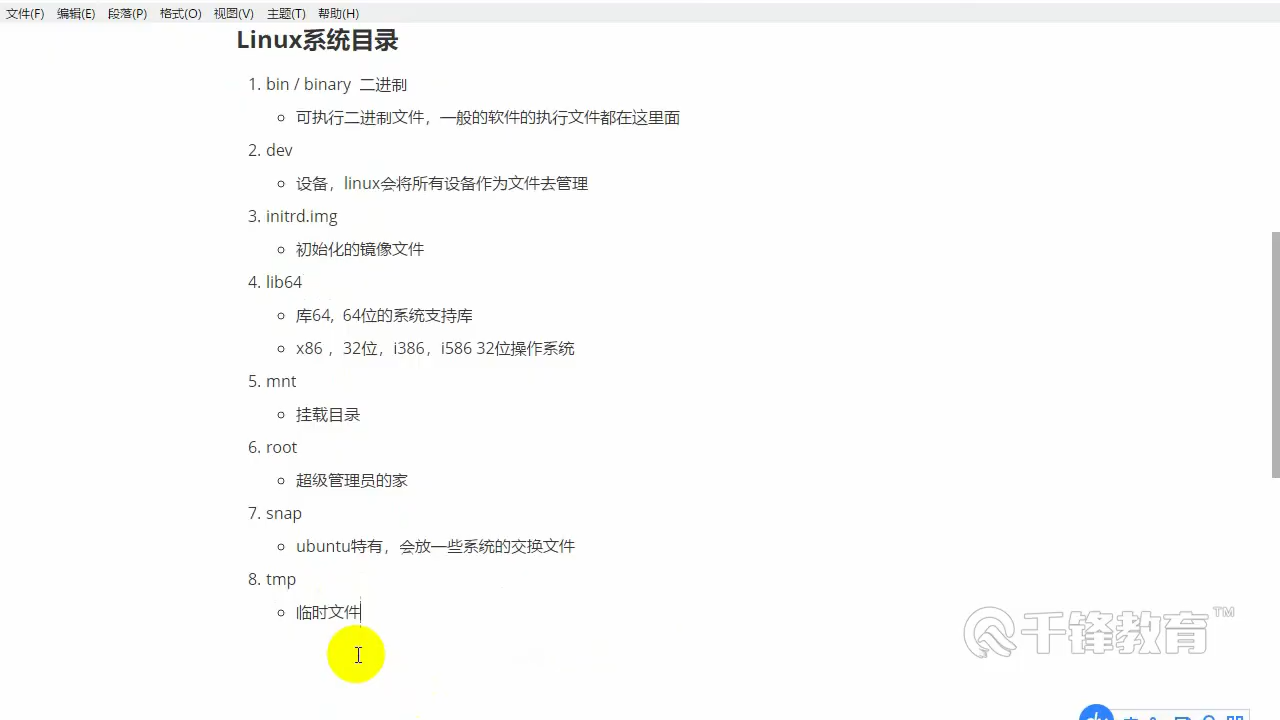 文件(F) 编辑(E) 段落(P) 格式(O) 视图(V) 主题(T) 帮助(H)
Linux系统目录
1. bin / binary 二进制
可执行二进制文件，一般的软件的执行文件都在这里面
2. dev
设备，linux会将所有设备作为文件去管理
3. initrd.img
初始化的镜像文件
4. lib64
库64，64位的系统支持库
x86 ，32位，i386，i586 32位操作系统
5. mnt
挂载目录
6. root
超级管理员的家
7. snap
ubuntu特有，会放一些系统的交换文件
8. tmp
临时文件
千锋教育™